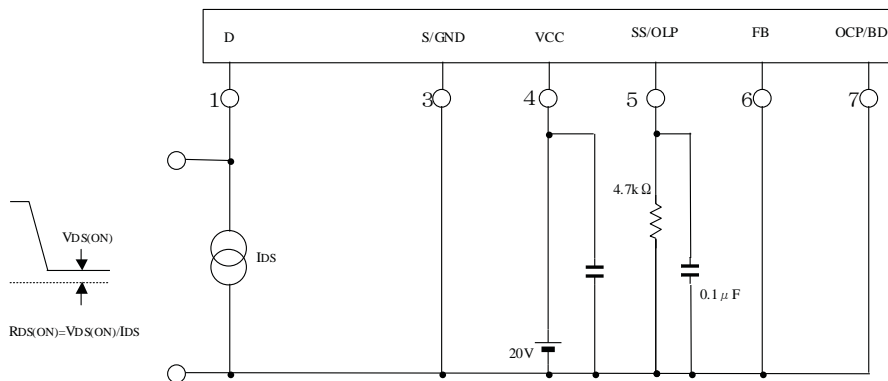 D S/GND VCC SS/OLP FB OCP/BD
1 3 4 5 6 7
4.7kΩ
VDS(ON)
IDS
0.1μF
RDS(ON)=VDS(ON)/IDS
20V